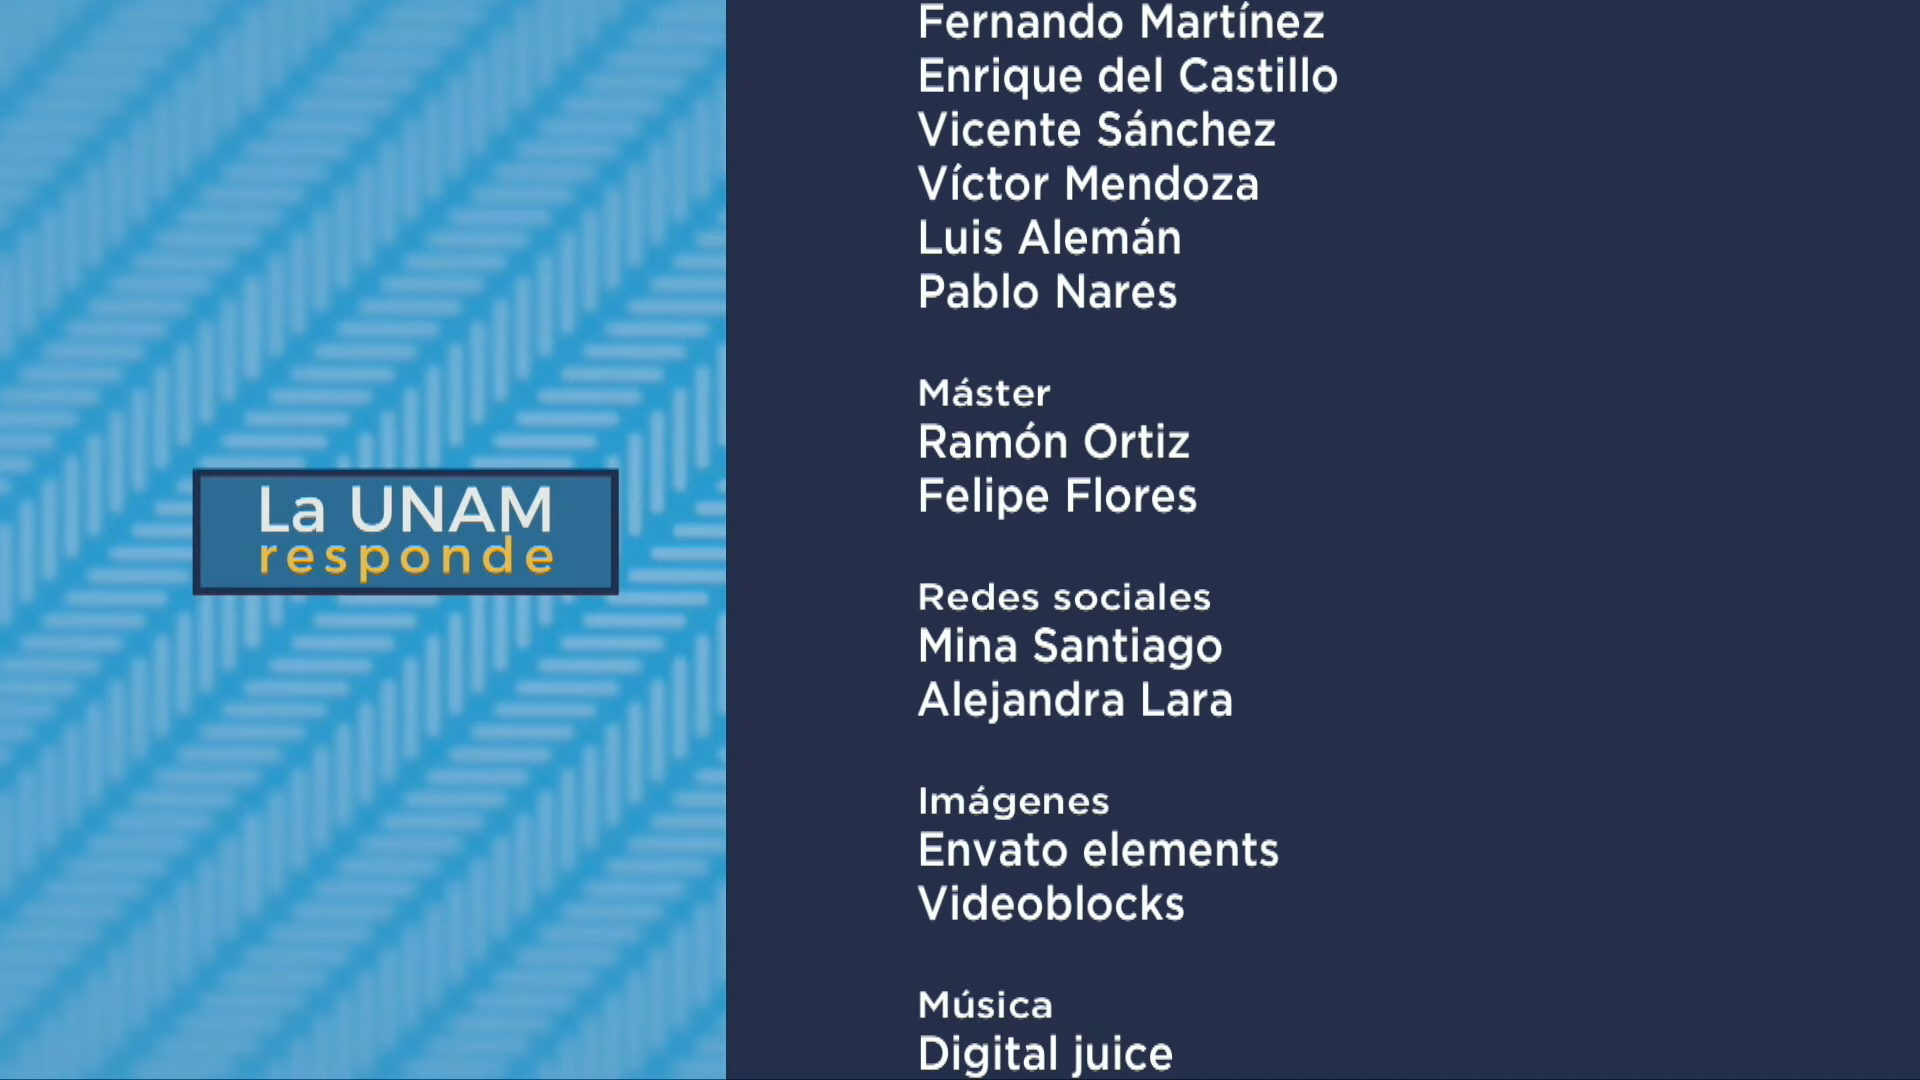 La UNAM
responde
Fernando Martínez
Enrique del Castillo
Vicente Sánchez
Víctor Mendoza
Luis Alemán
Pablo Nares
Máster
Ramón Ortiz
Felipe Flores
Redes sociales
Mina Santiago
Alejandra Lara
Imágenes
Envato elements
Videoblocks
Música
Digital juice